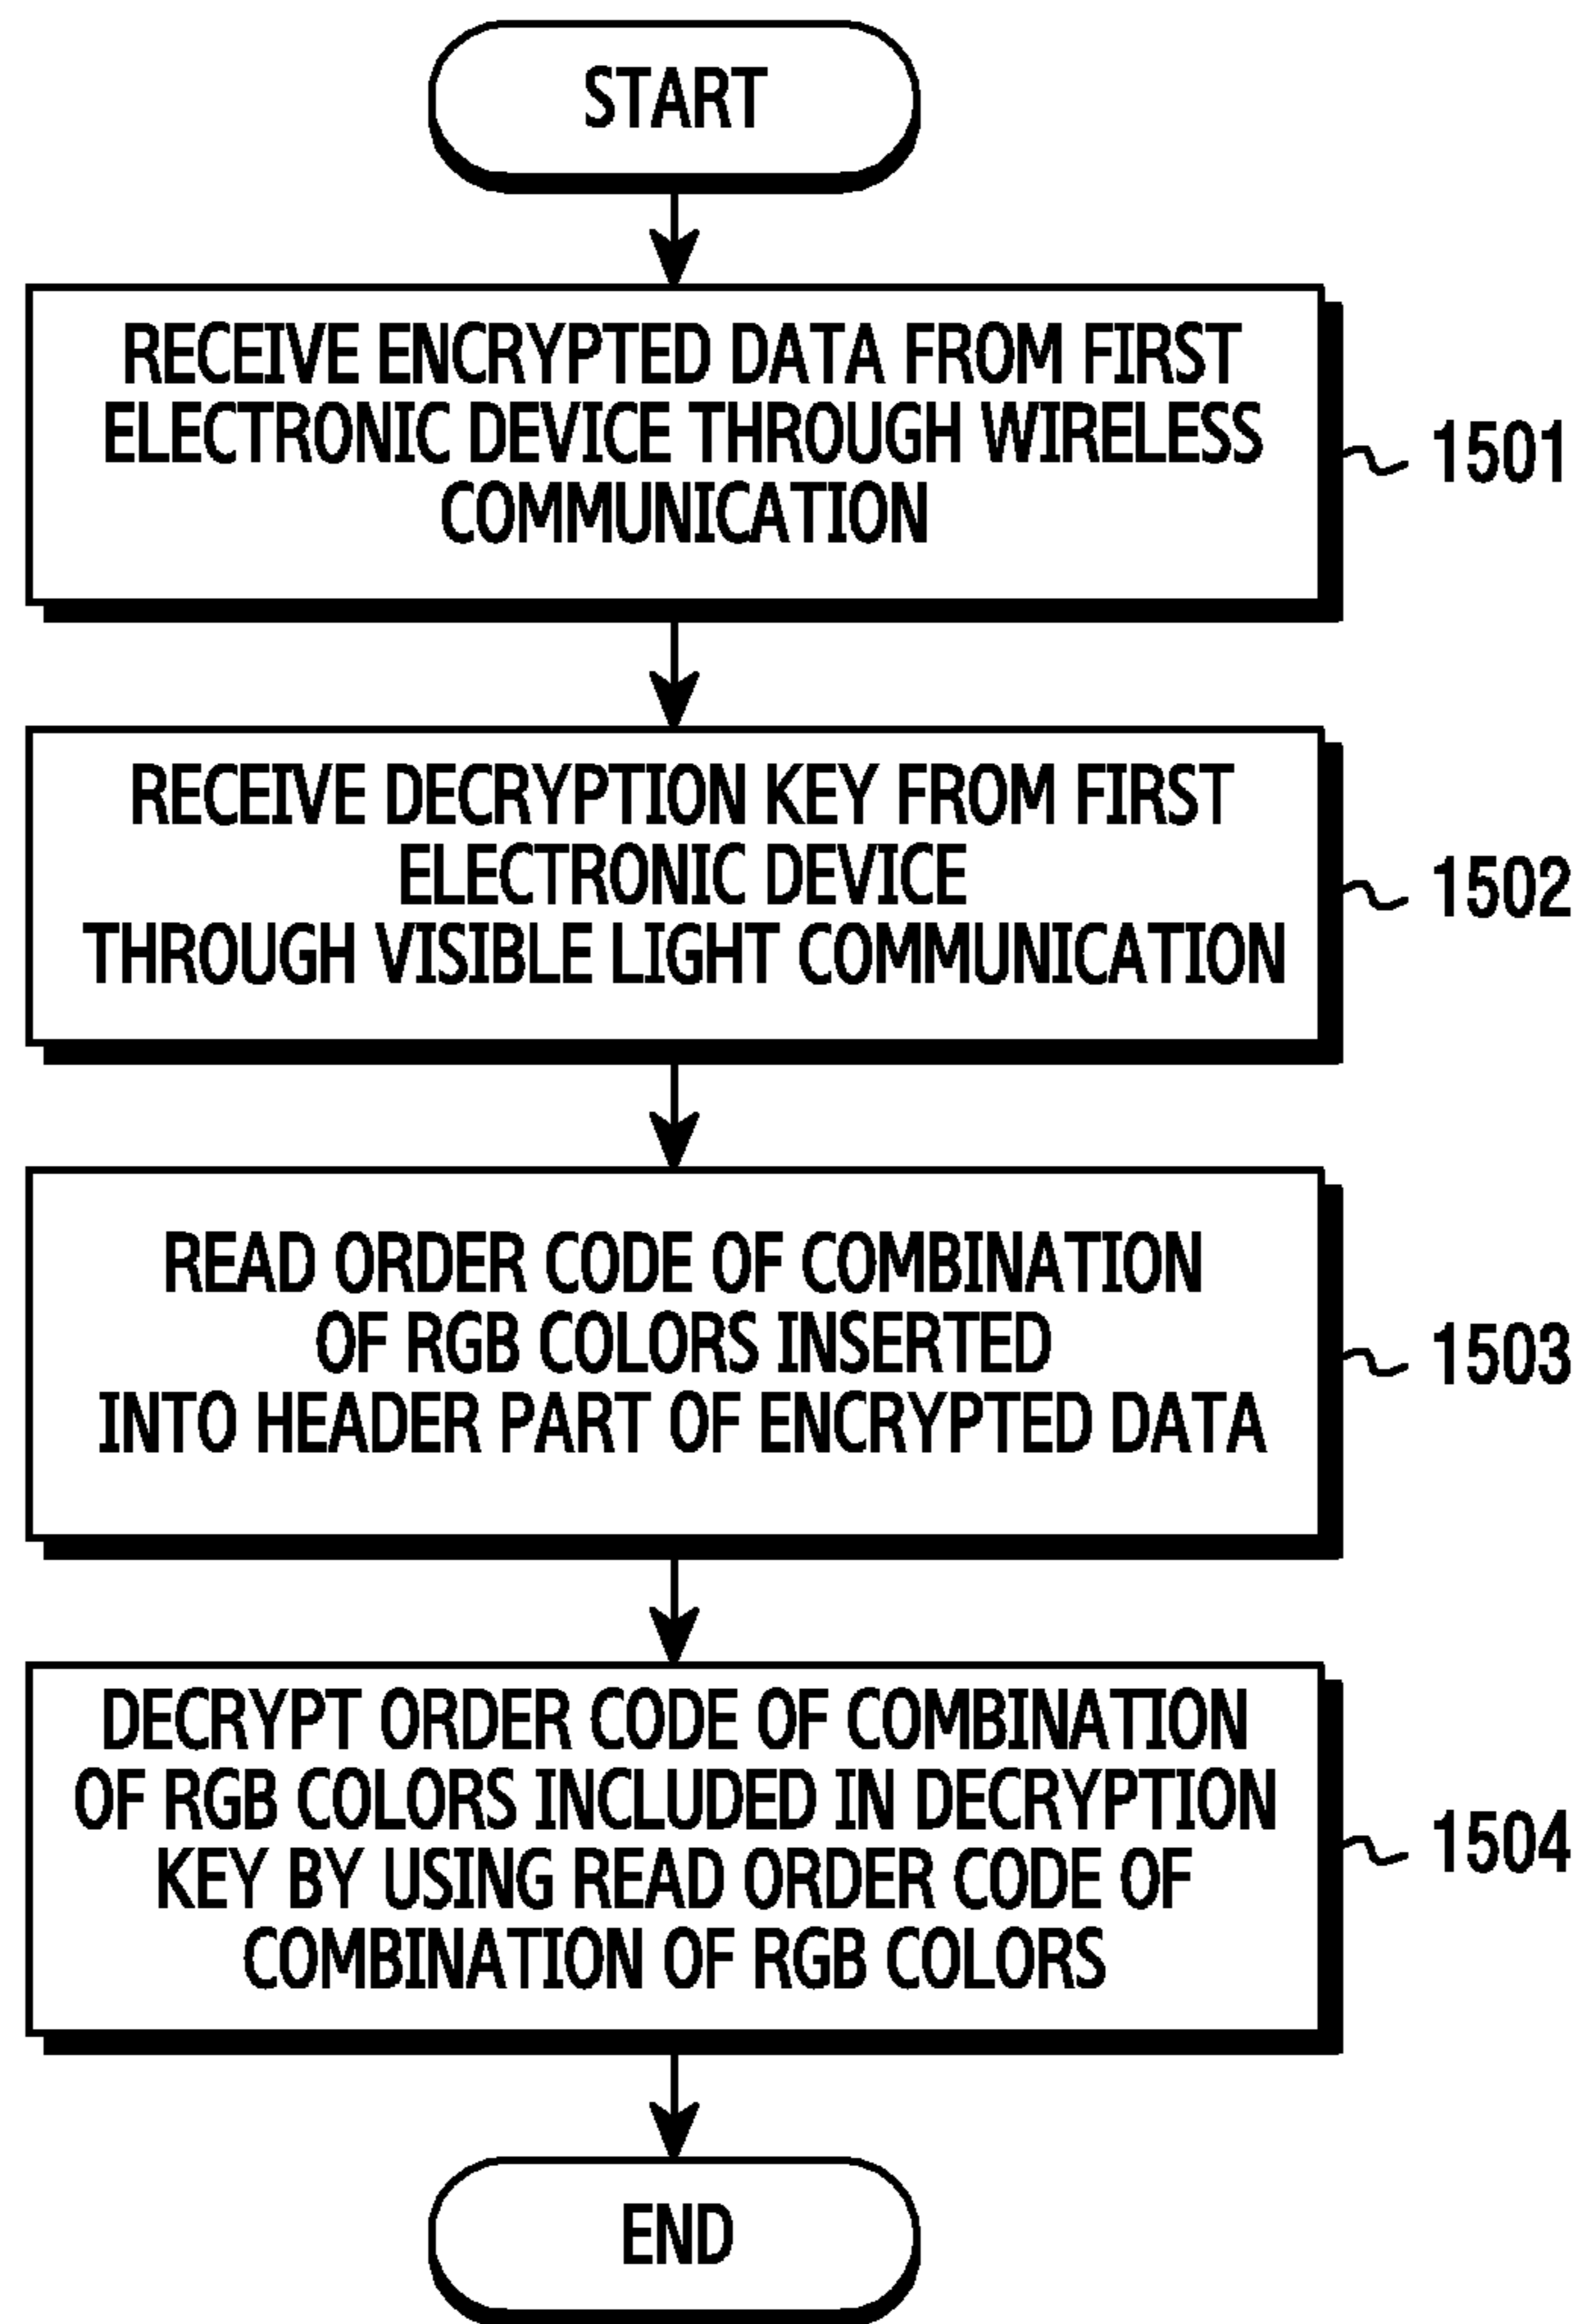 START
RECEIVE ENCRYPTED DATA FROM FIRST
ELECTRONIC DEVICE THROUGH WIRELESS
COMMUNICATION
1501
RECEIVE DECRYPTION KEY FROM FIRST
ELECTRONIC DEVICE
THROUGH VISIBLE LIGHT COMMUNICATION
1502
READ ORDER CODE OF COMBINATION
OF RGB COLORS INSERTED
INTO HEADER PART OF ENCRYPTED DATA
1503
DECRYPT ORDER CODE OF COMBINATION
OF RGB COLORS INCLUDED IN DECRYPTION
KEY BY USING READ ORDER CODE OF
COMBINATION OF RGB COLORS
1504
END